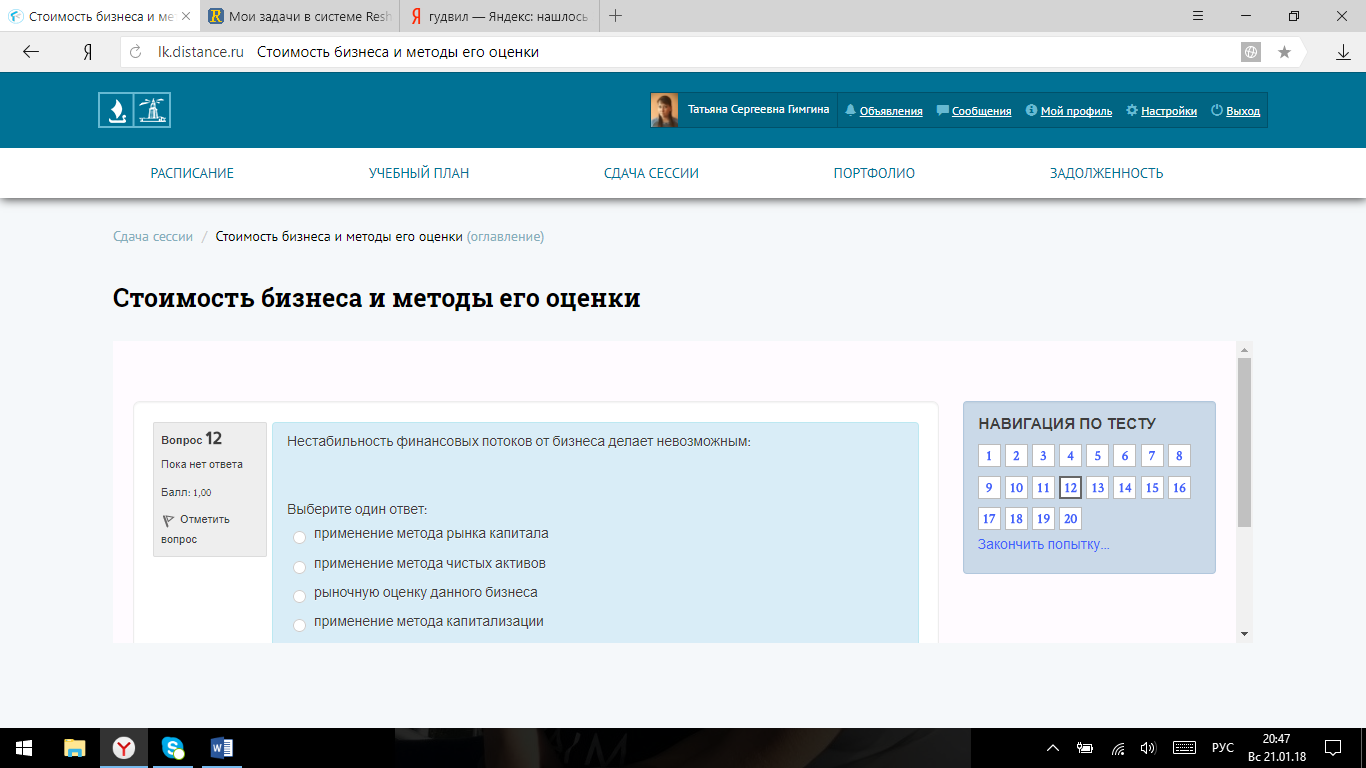 Стоимость бизнеса и ме
Мои задачи в системе Resh
гудвил — Яндекс: нашлось
lk.distance.ru Стоимость бизнеса и методы его оценки
Татьяна Сергеевна Гимгина Объявления Сообщения Мой профиль Настройки Выход
РАСПИСАНИЕ УЧЕБНЫЙ ПЛАН СДАЧА СЕССИИ ПОРТФОЛИО ЗАДОЛЖЕННОСТЬ
Сдача сессии / Стоимость бизнеса и методы его оценки (оглавление)
Стоимость бизнеса и методы его оценки
Вопрос 12
Пока нет ответа
Балл: 1,00
Отметить
вопрос
Нестабильность финансовых потоков от бизнеса делает невозможным:
Выберите один ответ:
применение метода рынка капитала
применение метода чистых активов
рыночную оценку данного бизнеса
применение метода капитализации
НАВИГАЦИЯ ПО ТЕСТУ
1 2 3 4 5 6 7 8
9 10 11 12 13 14 15 16
17 18 19 20
Закончить попытку...
РУС
20:47
Вс 21.01.18